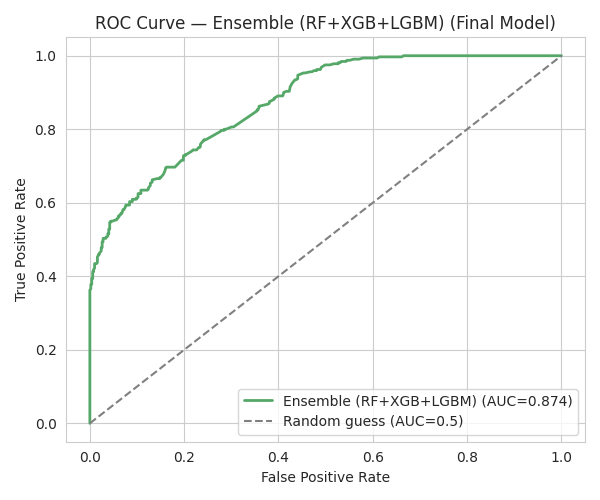 ROC Curve — Ensemble (RF+XGB+LGBM) (Final Model)
True Positive Rate
1.0
0.8
0.6
0.4
0.2
0.0
Ensemble (RF+XGB+LGBM) (AUC=0.874)
Random guess (AUC=0.5)
0.0 0.2 0.4 0.6 0.8 1.0
False Positive Rate